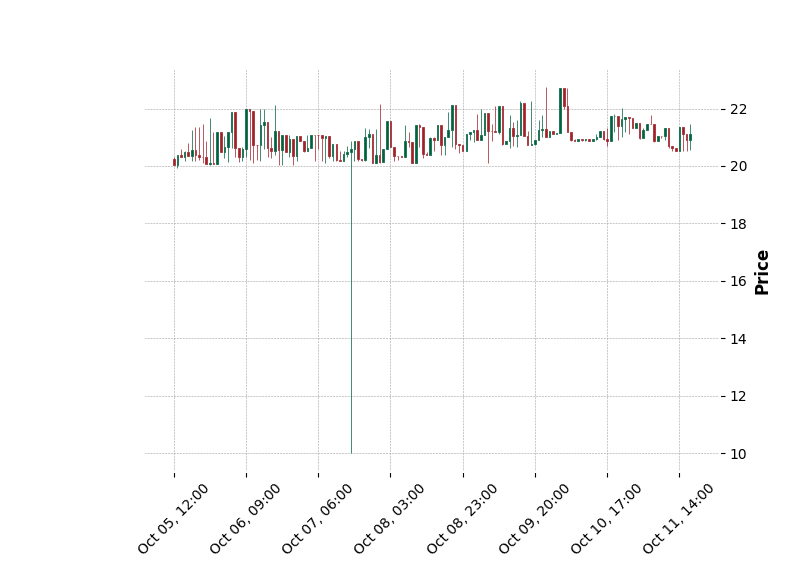 22
20
18
16
14
12
10
Price
Oct 05, 12:00
Oct 06, 09:00
Oct 07, 06:00
Oct 08, 03:00
Oct 08, 23:00
Oct 09, 20:00
Oct 10, 17:00
Oct 11, 14:00